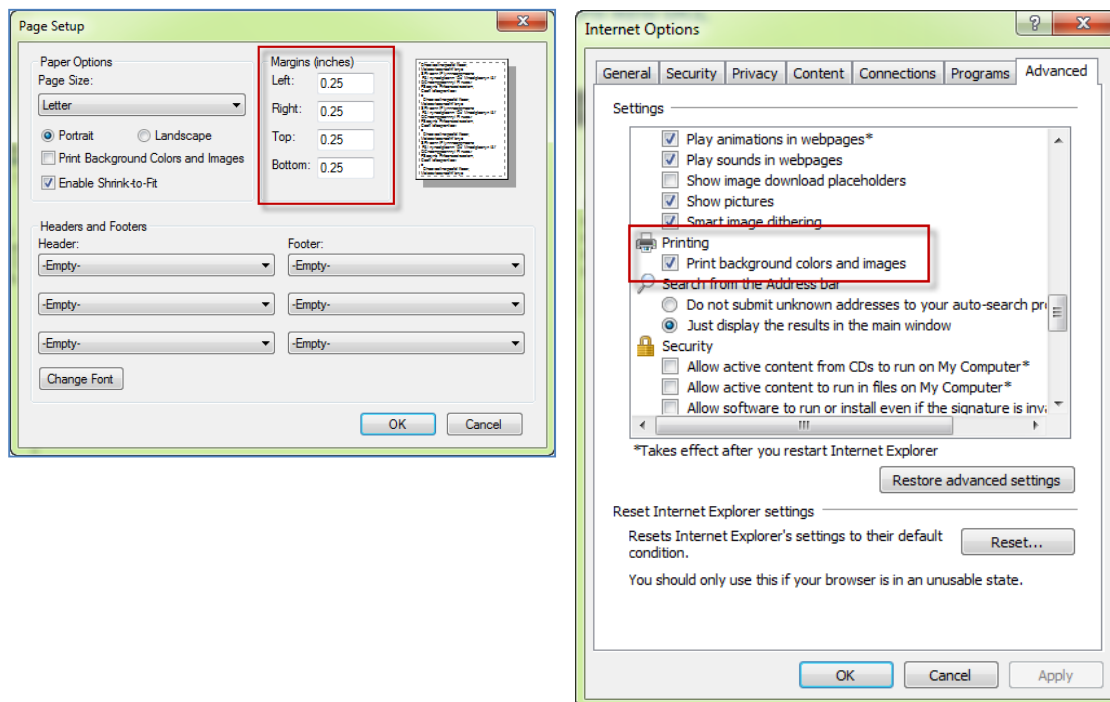 Page Setup
Paper Options
Page Size:
Letter
Portrait
Landscape
Print Background Colors and Images
Enable Shrink-to-Fit
Margins (inches)
Left: 0.25
Right: 0.25
Top: 0.25
Bottom: 0.25
Headers and Footers
Header:
Footer:
-Empty-
-Empty-
-Empty-
-Empty-
-Empty-
-Empty-
Change Font
OK
Cancel
Internet Options
General
Security
Privacy
Content
Connections
Programs
Advanced
Settings
Play animations in webpages*
Play sounds in webpages
Show image download placeholders
Show pictures
Smart image dithering
Printing
Print background colors and images
Search from the Address bar
Do not submit unknown addresses to your auto-search pr
Just display the results in the main window
Security
Allow active content from CDs to run on My Computer*
Allow active content to run in files on My Computer*
Allow software to run or install even if the signature is inv
*Takes effect after you restart Internet Explorer
Restore advanced settings
Reset Internet Explorer settings
Resets Internet Explorer's settings to their default
condition.
Reset...
You should only use this if your browser is in an unusable state.
OK
Cancel
Apply